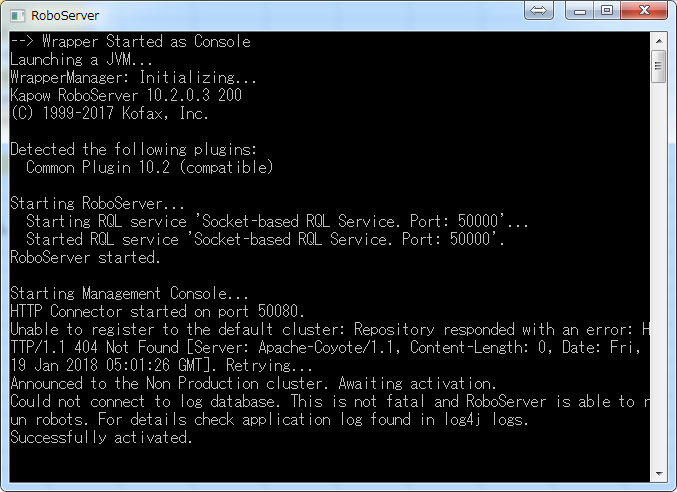 RoboServer
--> Wrapper Started as Console
Launching a JVM...
WrapperManager: Initializing...
Kapow RoboServer 10.2.0.3 200
(C) 1999-2017 Kofax, Inc.
Detected the following plugins:
Common Plugin 10.2 (compatible)
Starting RoboServer...
Starting RQL service 'Socket-based RQL Service. Port: 50000'...
Started RQL service 'Socket-based RQL Service. Port: 50000'.
RoboServer started.
Starting Management Console...
HTTP Connector started on port 50080.
Unable to register to the default cluster: Repository responded with an error: H
TTP/1.1 404 Not Found [Server: Apache-Coyote/1.1, Content-Length: 0, Date: Fri,
19 Jan 2018 05:01:26 GMT]. Retrying...
Announced to the Non Production cluster. Awaiting activation.
Could not connect to log database. This is not fatal and RoboServer is able to r
un robots. For details check application log found in log4j logs.
Successfully activated.